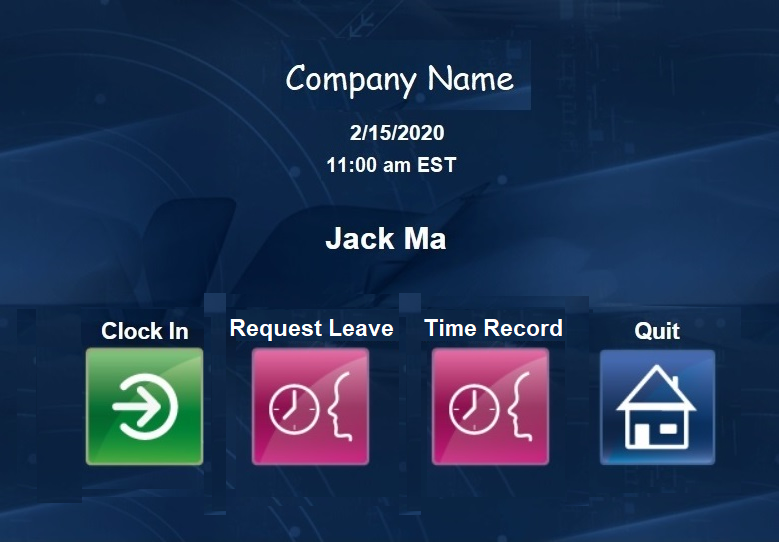 Company Name
2/15/2020
11:00 am EST
Jack Ma
Clock In
Request Leave
Time Record
Quit